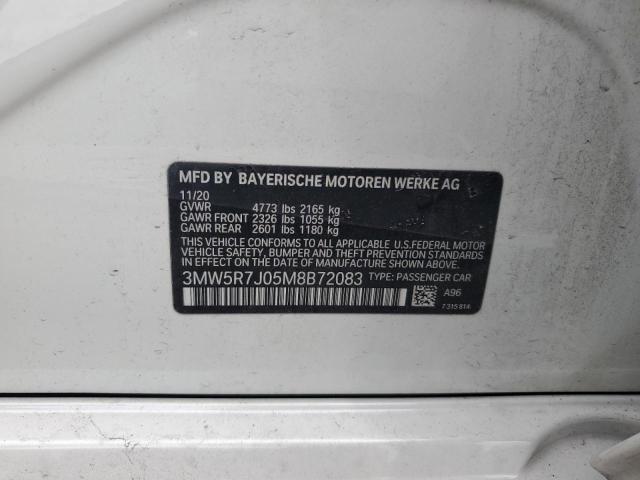 MFD BY BAYERISCHE MOTOREN WERKE AG
11/20
GVWR 4773 lbs 2165 kg
GAWR FRONT 2326 lbs 1055 kg
GAWR REAR 2601 lbs 1180 kg
THIS VEHICLE CONFORMS TO ALL APPLICABLE U.S. FEDERAL MOTOR
VEHICLE SAFETY, BUMPER, AND THEFT PREVENTION STANDARDS
IN EFFECT ON THE DATE OF MANUFACTURE SHOWN ABOVE.
3MW5R7J05M8B72083 TYPE: PASSENGER CAR
A96
7315814